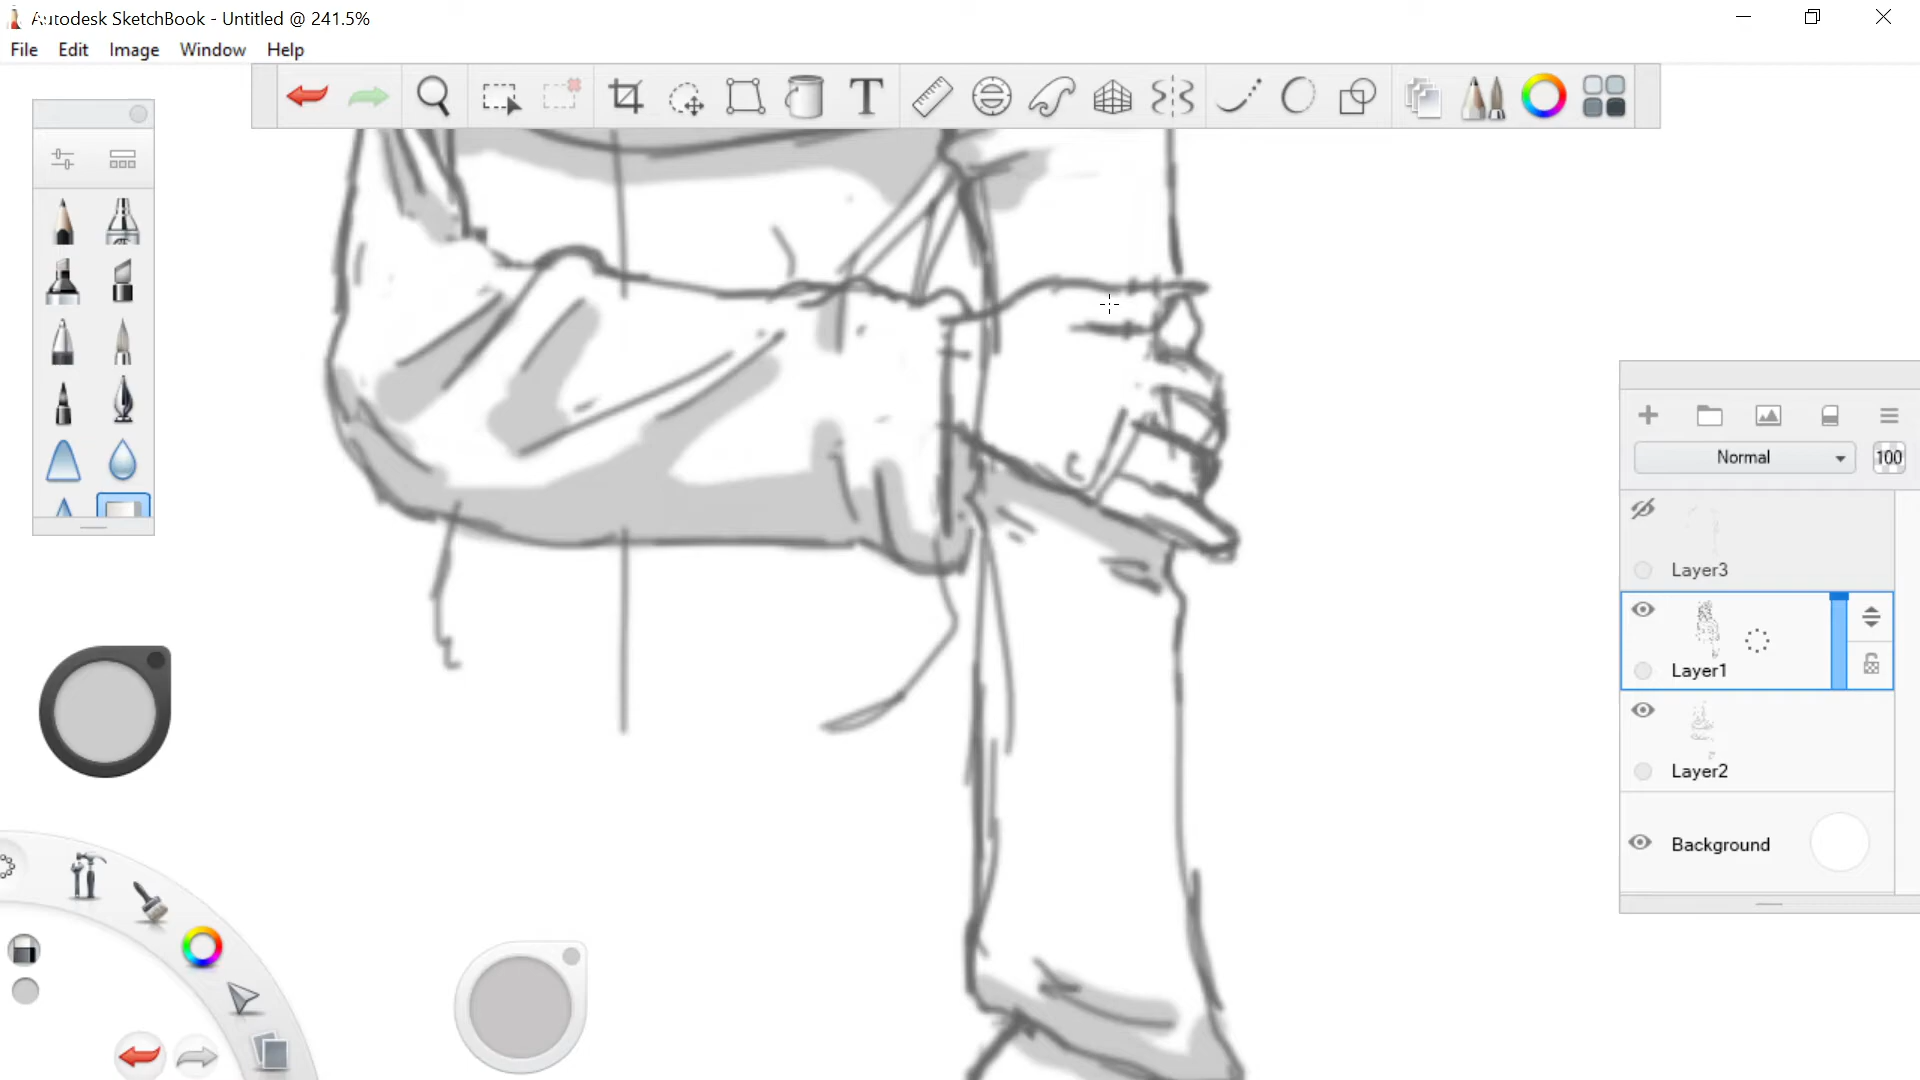 Autodesk SketchBook - Untitled @ 241.5%
File Edit Image Window Help
T
Normal 100
Layer3
Layer1
Layer2
Background